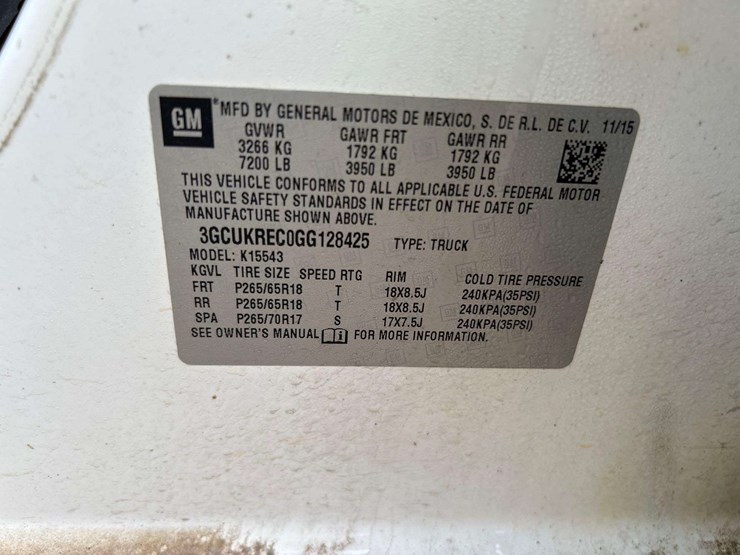 GM ® MFD BY GENERAL MOTORS DE MEXICO, S. DE R.L. DE C.V. 11/15
GVWR GAWR FRT GAWR RR
3266 KG 1792 KG 1792 KG
7200 LB 3950 LB 3950 LB
THIS VEHICLE CONFORMS TO ALL APPLICABLE U.S. FEDERAL MOTOR
VEHICLE SAFETY STANDARDS IN EFFECT ON THE DATE OF
MANUFACTURE SHOWN ABOVE.
3GCUKREC0GG128425 TYPE: TRUCK
MODEL: K15543
KGVL TIRE SIZE SPEED RTG RIM COLD TIRE PRESSURE
FRT P265/65R18 T 18X8.5J 240KPA(35PSI)
RR P265/65R18 T 18X8.5J 240KPA(35PSI)
SPA P265/70R17 S 17X7.5J 240KPA(35PSI)
SEE OWNER'S MANUAL i FOR MORE INFORMATION.